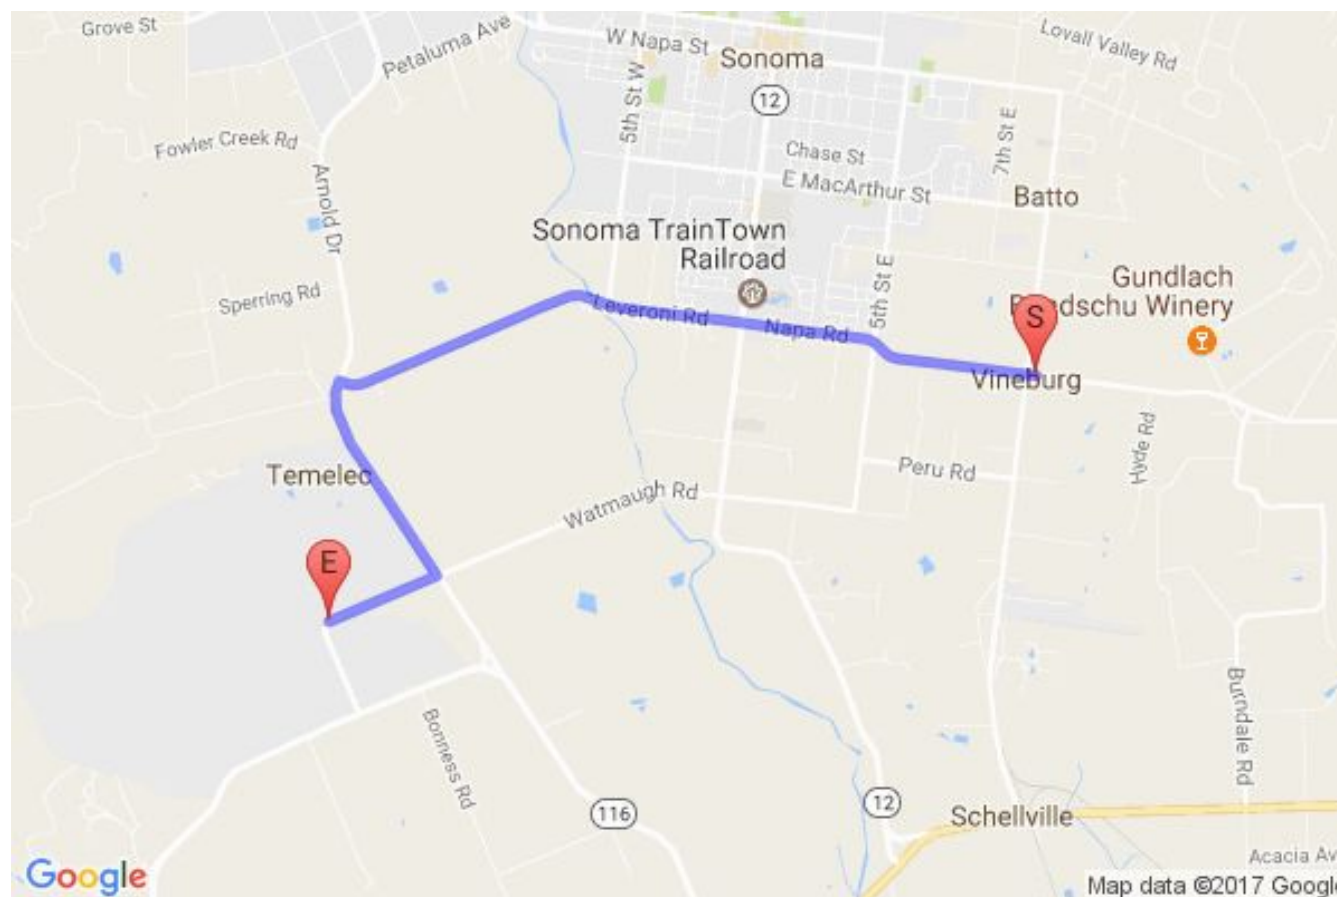 Grove St
Petaluma Ave
W Napa St
Sonoma
Lovall Valley Rd
12
5th St W
Fowler Creek Rd
Arnold Dr
Chase St
7th St E
E MacArthur St
Batto
Sonoma TrainTown
Railroad
5th St E
Gundlach
Bundschu Winery
Sperring Rd
Leveroni Rd
Napa Rd
S
Vineburg
Hyde Rd
Temelec
Peru Rd
Watmaugh Rd
E
Bonness Rd
Burndale Rd
116
12
Schellville
Acacia Av
Google
Map data ©2017 Google